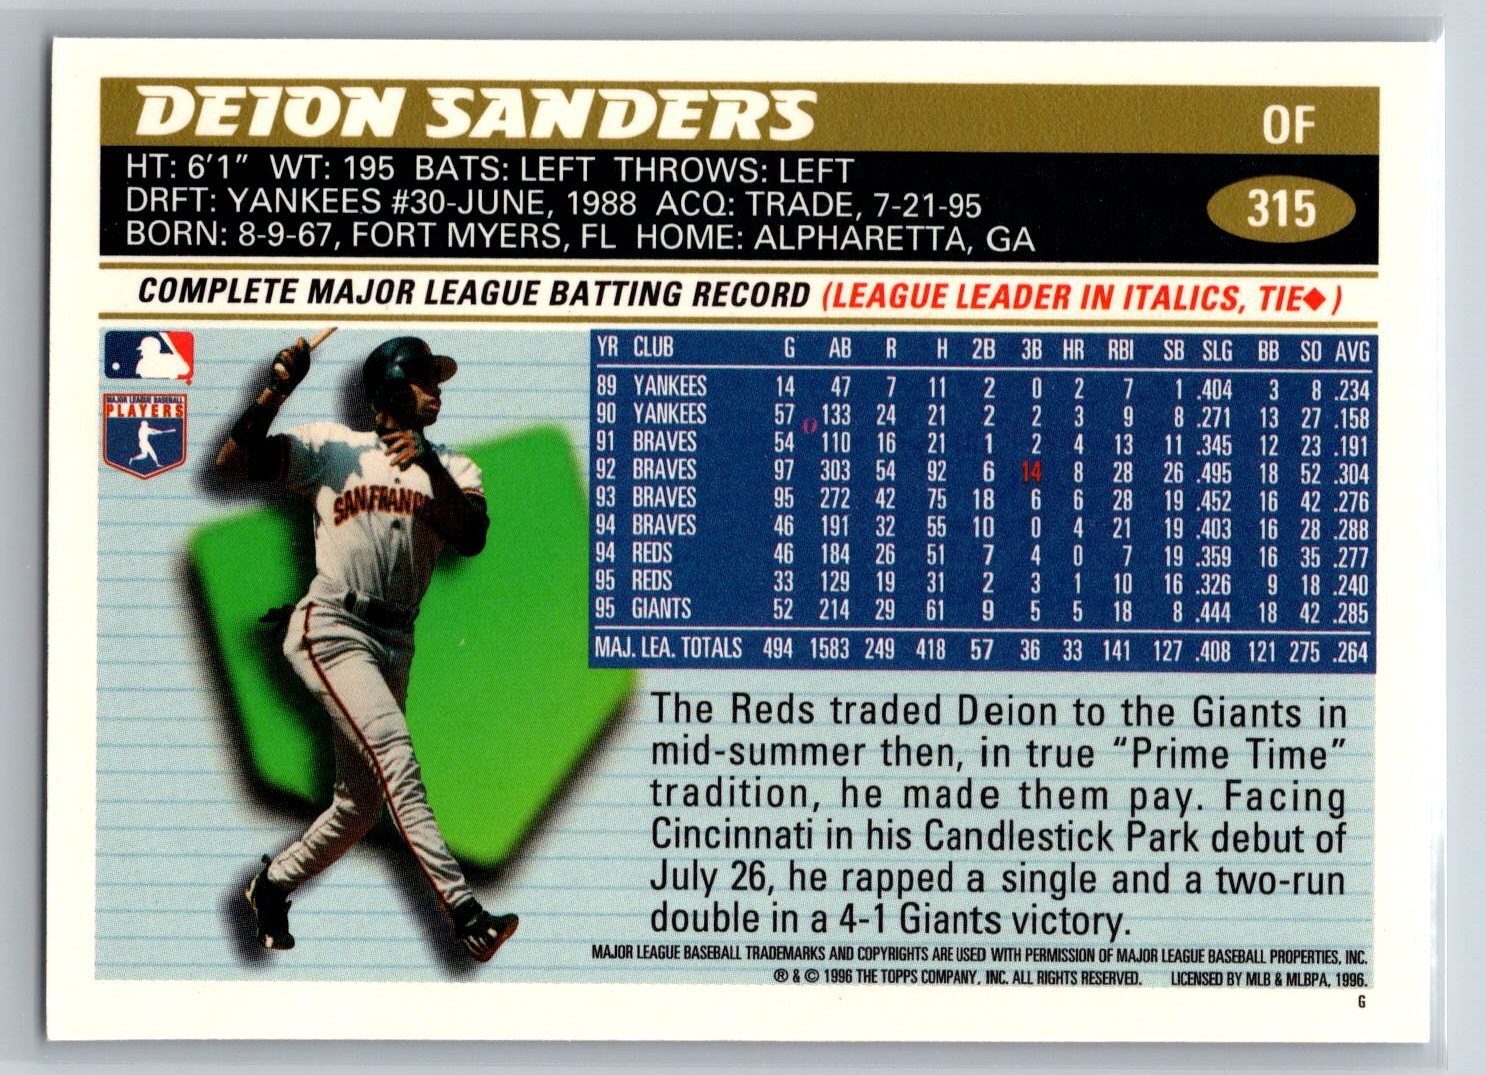 DEION SANDERS OF
HT: 6'1" WT: 195 BATS: LEFT THROWS: LEFT
DRFT: YANKEES #30-JUNE, 1988 ACQ: TRADE, 7-21-95
BORN: 8-9-67, FORT MYERS, FL HOME: ALPHARETTA, GA
315
COMPLETE MAJOR LEAGUE BATTING RECORD (LEAGUE LEADER IN ITALICS, TIE◆)
MAJOR LEAGUE BASEBALL
PLAYERS
SAN FRANC
YR CLUB G AB R H 2B 3B HR RBI SB SLG BB SO AVG
89 YANKEES 14 47 7 11 2 0 2 7 1 .404 3 8 .234
90 YANKEES 57 133 24 21 2 2 3 9 8 .271 13 27 .158
91 BRAVES 54 110 16 21 1 2 4 13 11 .345 12 23 .191
92 BRAVES 97 303 54 92 6 14 8 28 26 .495 18 52 .304
93 BRAVES 95 272 42 75 18 6 6 28 19 .452 16 42 .276
94 BRAVES 46 191 32 55 10 0 4 21 19 .403 16 28 .288
94 REDS 46 184 26 51 7 4 0 7 19 .359 16 35 .277
95 REDS 33 129 19 31 2 3 1 10 16 .326 9 18 .240
95 GIANTS 52 214 29 61 9 5 5 18 8 .444 18 42 .285
MAJ. LEA. TOTALS 494 1583 249 418 57 36 33 141 127 .408 121 275 .264
The Reds traded Deion to the Giants in
mid-summer then, in true "Prime Time"
tradition, he made them pay. Facing
Cincinnati in his Candlestick Park debut of
July 26, he rapped a single and a two-run
double in a 4-1 Giants victory.
MAJOR LEAGUE BASEBALL TRADEMARKS AND COPYRIGHTS ARE USED WITH PERMISSION OF MAJOR LEAGUE BASEBALL PROPERTIES, INC.
® & © 1996 THE TOPPS COMPANY, INC. ALL RIGHTS RESERVED. LICENSED BY MLB & MLBPA, 1996.
G